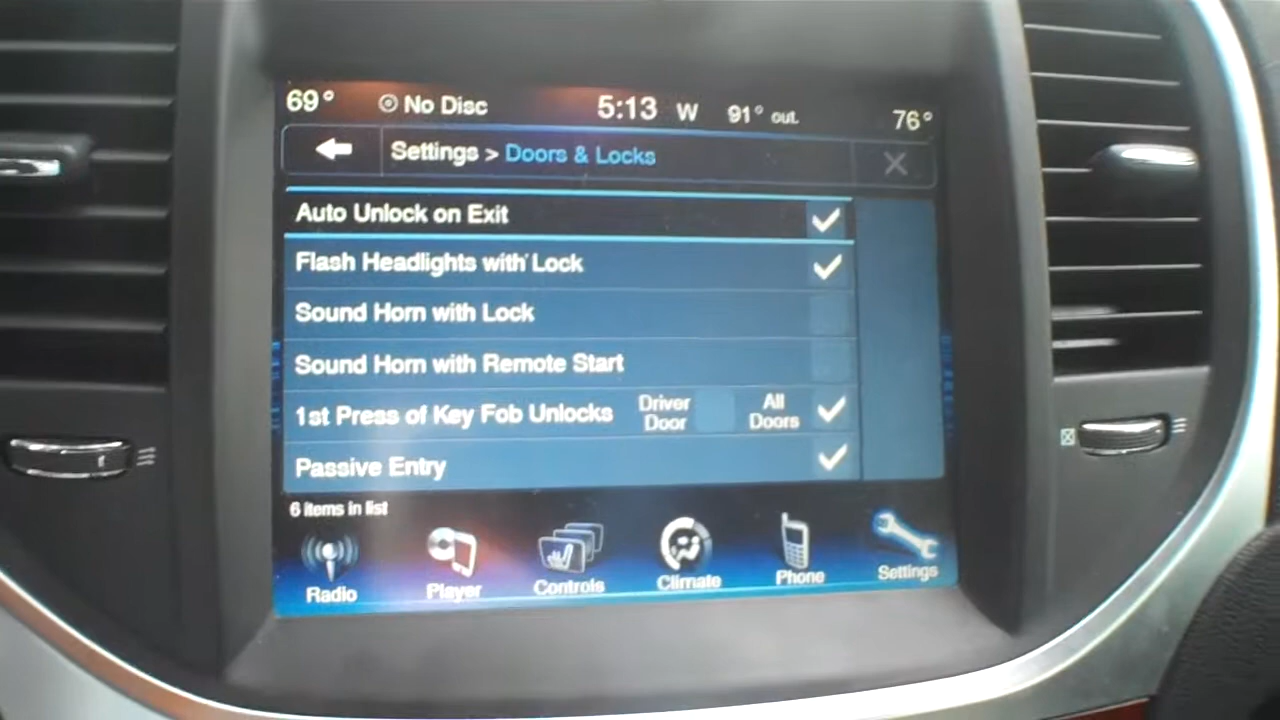 69° No Disc 5:13 W 91° out. 76°
Settings > Doors & Locks
Auto Unlock on Exit
Flash Headlights with Lock
Sound Horn with Lock
Sound Horn with Remote Start
1st Press of Key Fob Unlocks Driver Door All Doors
Passive Entry
6 items in list
Radio Player Controls Climate Phone Settings